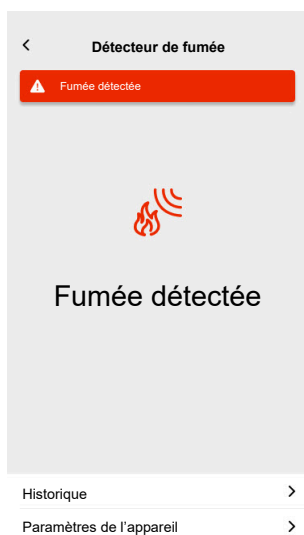 Détecteur de fumée
Fumée détectée
Fumée détectée
Historique
Paramètres de l’appareil